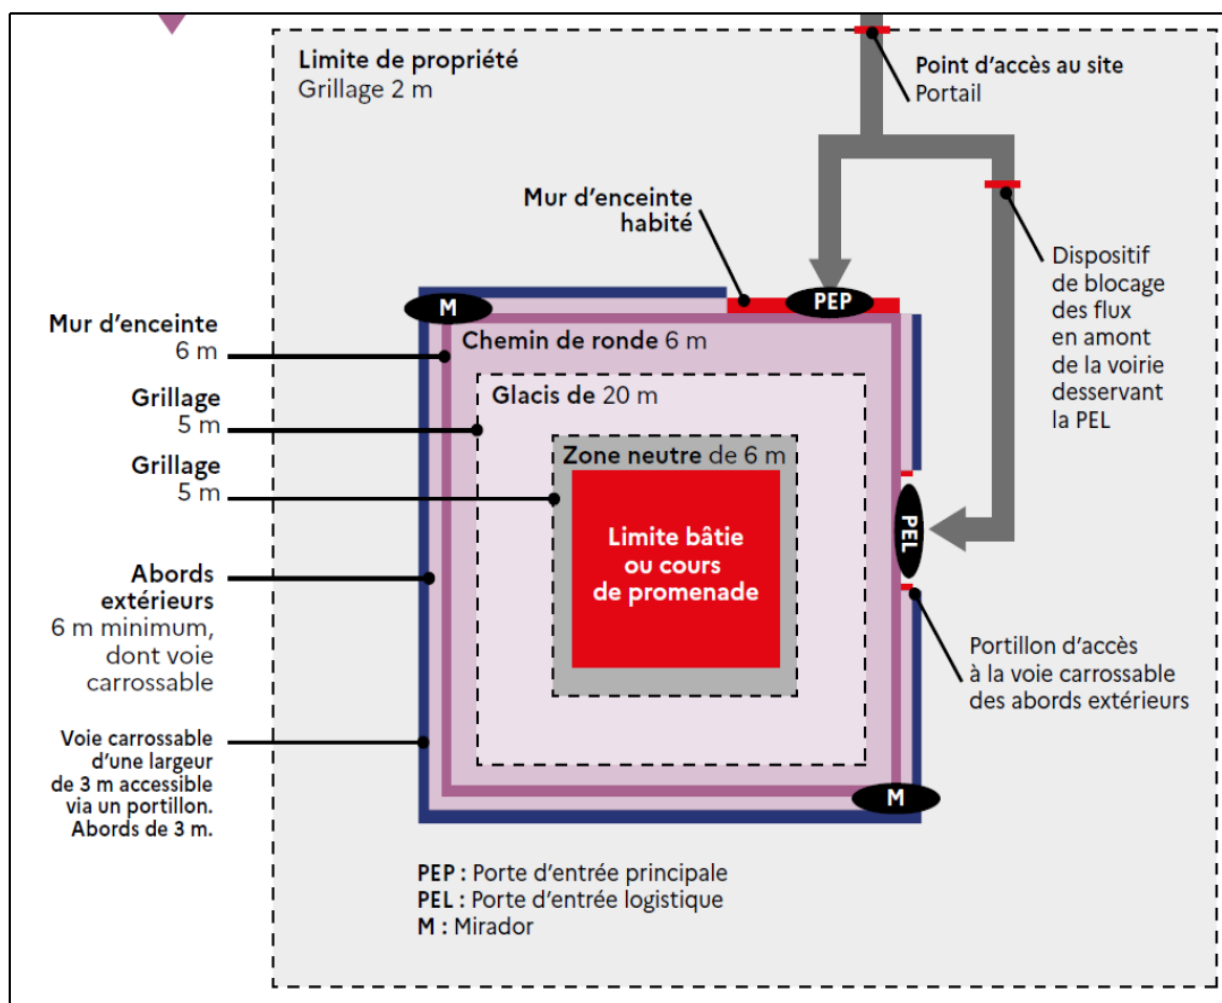 Limite de propriété
Grillage 2 m
Point d’accès au site
Portail
Mur d’enceinte
habité
Dispositif
de blocage
des flux
en amont
de la voirie
desservant
la PEL
M
PEP
Mur d’enceinte
6 m
Chemin de ronde 6 m
Grillage
5 m
Glacis de 20 m
Grillage
5 m
Zone neutre de 6 m
Limite bâtie
ou cours
de promenade
PEL
Abords
extérieurs
6 m minimum,
dont voie
carrossable
Portillon d’accès
à la voie carrossable
des abords extérieurs
Voie carrossable
d’une largeur
de 3 m accessible
via un portillon.
Abords de 3 m.
M
PEP : Porte d’entrée principale
PEL : Porte d’entrée logistique
M : Mirador